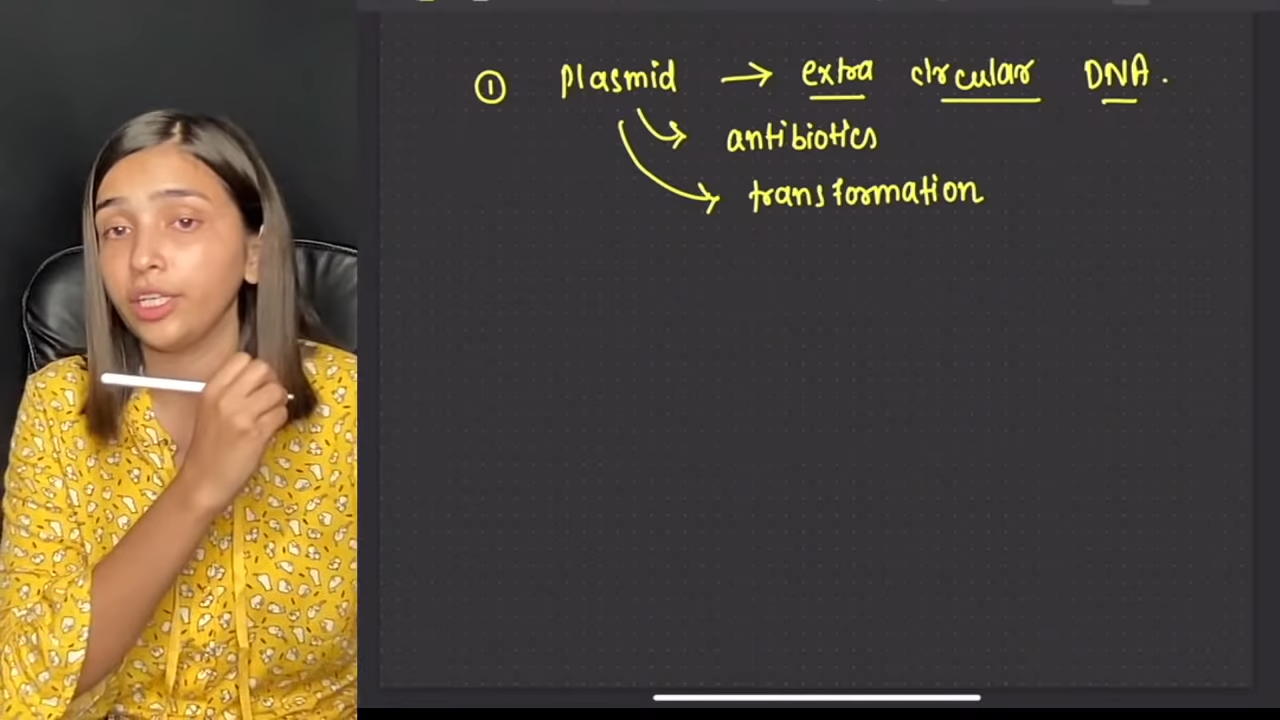 ① plasmid → extra circular DNA.
antibiotics
transformation